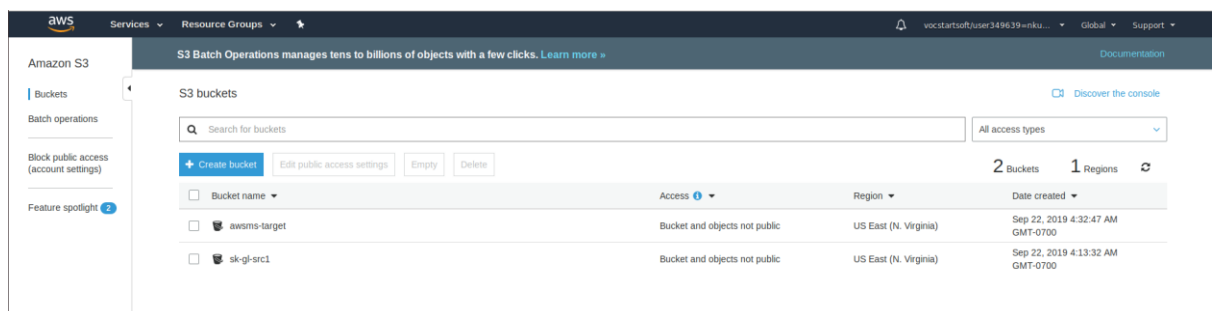 aws Services Resource Groups vocstartsoft/user349639=nku... Global Support
Amazon S3
Buckets
Batch operations
Block public access
(account settings)
Feature spotlight 2
S3 Batch Operations manages tens to billions of objects with a few clicks. Learn more » Documentation
S3 buckets Discover the console
Search for buckets All access types
+ Create bucket Edit public access settings Empty Delete 2 Buckets 1 Regions
Bucket name Access Region Date created
awsms-target Bucket and objects not public US East (N. Virginia) Sep 22, 2019 4:32:47 AM
GMT-0700
sk-gl-src1 Bucket and objects not public US East (N. Virginia) Sep 22, 2019 4:13:32 AM
GMT-0700